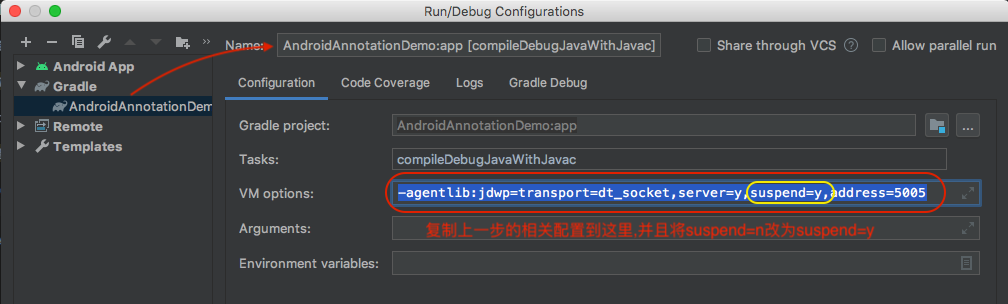 Run/Debug Configurations
Name: AndroidAnnotationDemo:app [compileDebugJavaWithJavac]
Share through VCS ?
Allow parallel run
Android App
Gradle
AndroidAnnotationDem
Remote
Templates
Configuration Code Coverage Logs Gradle Debug
Gradle project: AndroidAnnotationDemo:app
Tasks: compileDebugJavaWithJavac
VM options: -agentlib:jdwp=transport=dt_socket,server=y,suspend=y,address=5005
Arguments: 复制上一步的相关配置到这里,并且将suspend=n改为suspend=y
Environment variables: